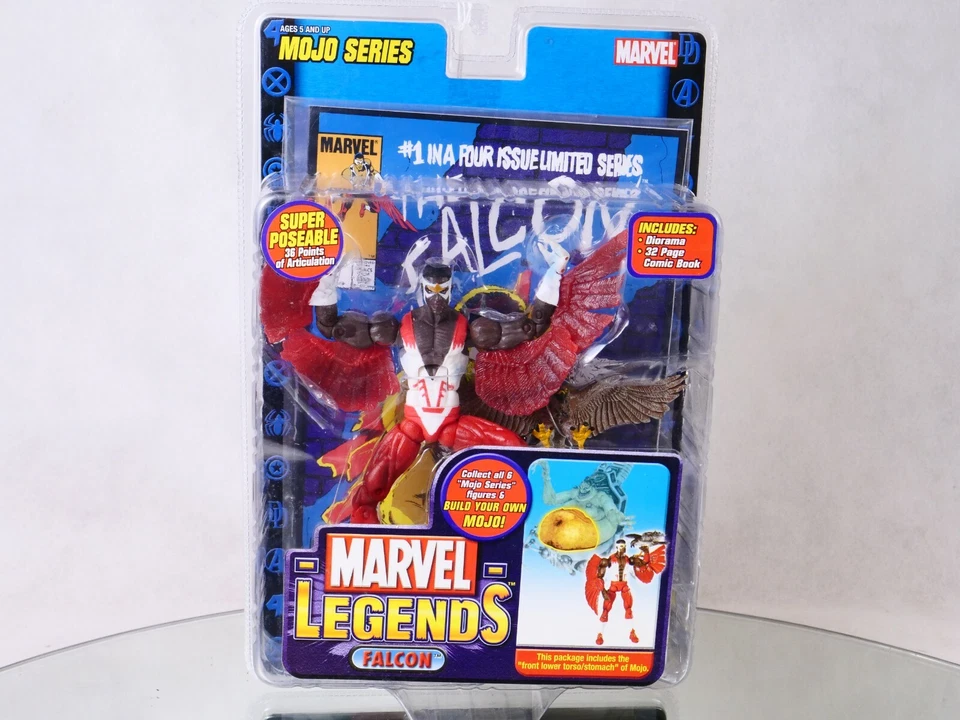 AGES 5 AND UP
MOJO SERIES
MARVEL
MARVEL
#1 IN A FOUR ISSUE LIMITED SERIES
FALCON
SUPER
POSEABLE
36 Points
of Articulation
INCLUDES:
• Diorama
• 32 Page
Comic Book
Collect all 6
"Mojo Series"
figures &
BUILD YOUR OWN
MOJO!
MARVEL
LEGENDS™
FALCON™
This package includes the
"front lower torso/stomach" of Mojo.